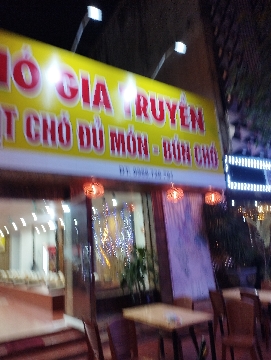 HÓ GIA TRUYỀN
T CHÓ ĐỦ MÓN - BÚN CHÓ